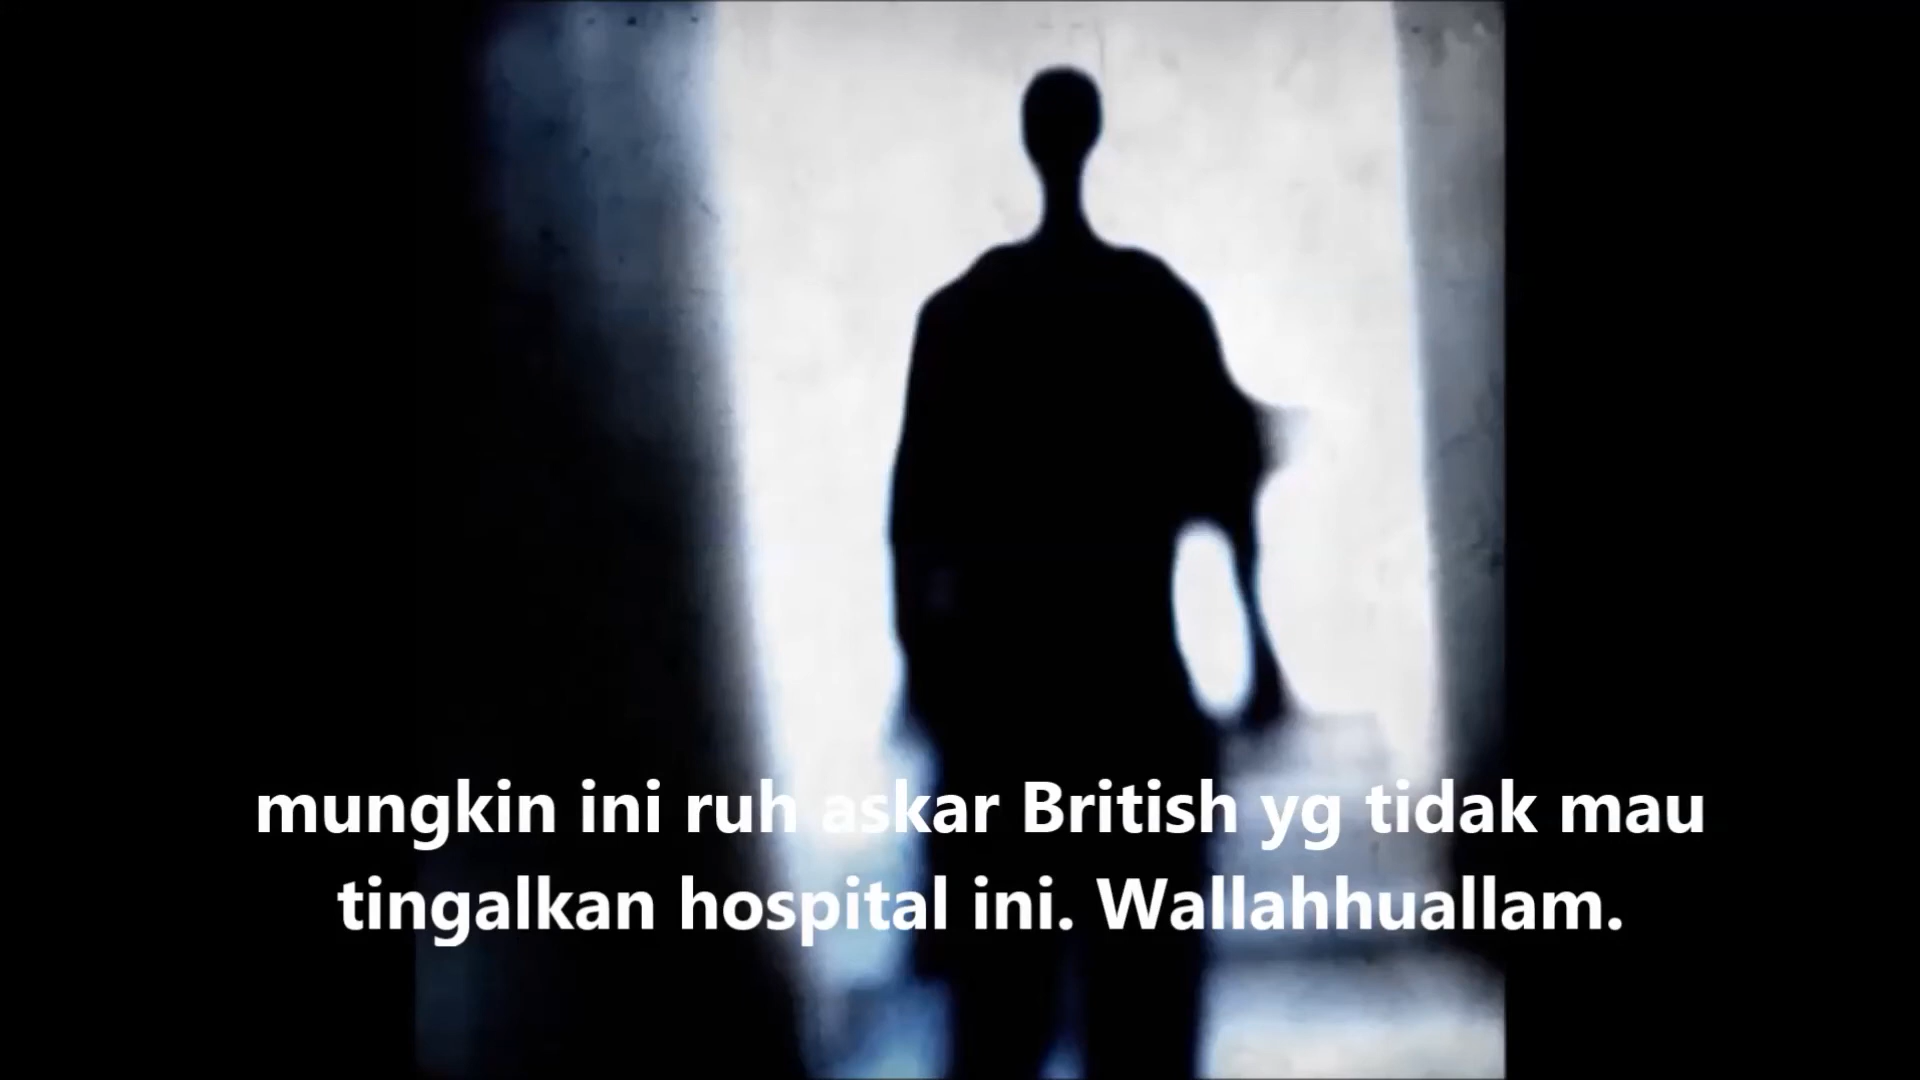 mungkin ini ruh askar British yg tidak mau
tingalkan hospital ini. Wallahhuallam.